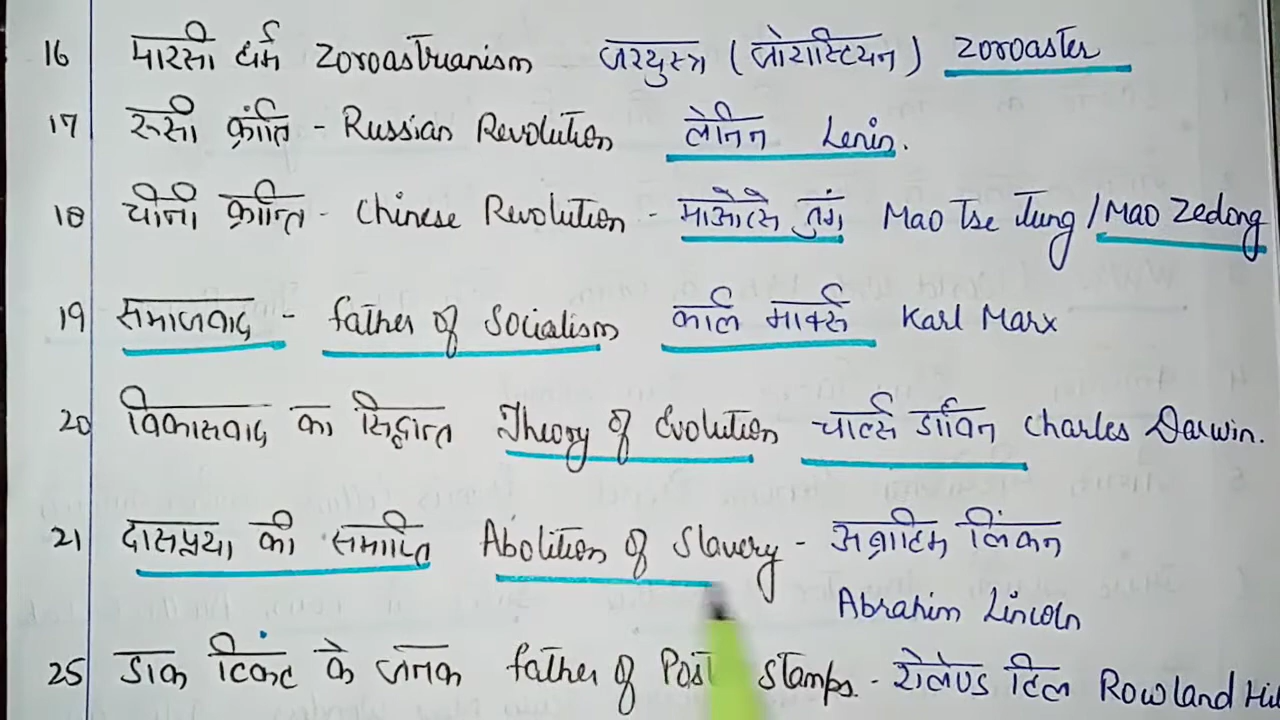 16 पारसी धर्म Zoroastrianism जरथुस्त्र (जोरास्टियन) Zoroaster
17 रूसी क्रांति - Russian Revolution लेनिन Lenin.
18 चीनी क्रान्ति - Chinese Revolution - माओत्से तुंग Mao Tse Tung / Mao Zedong
19 समाजवाद - father of Socialism कार्ल मार्क्स Karl Marx
20 विकासवाद का सिद्धान्त Theory of Evolution चार्ल्स डार्विन Charles Darwin.
21 दासप्रथा की समाप्ति Abolition of Slavery - अब्राहिम लिंकन
Abrahim Lincoln
25 डाक टिकट के जनक father of Post Stamps. - रोलैण्ड हिल Rowland